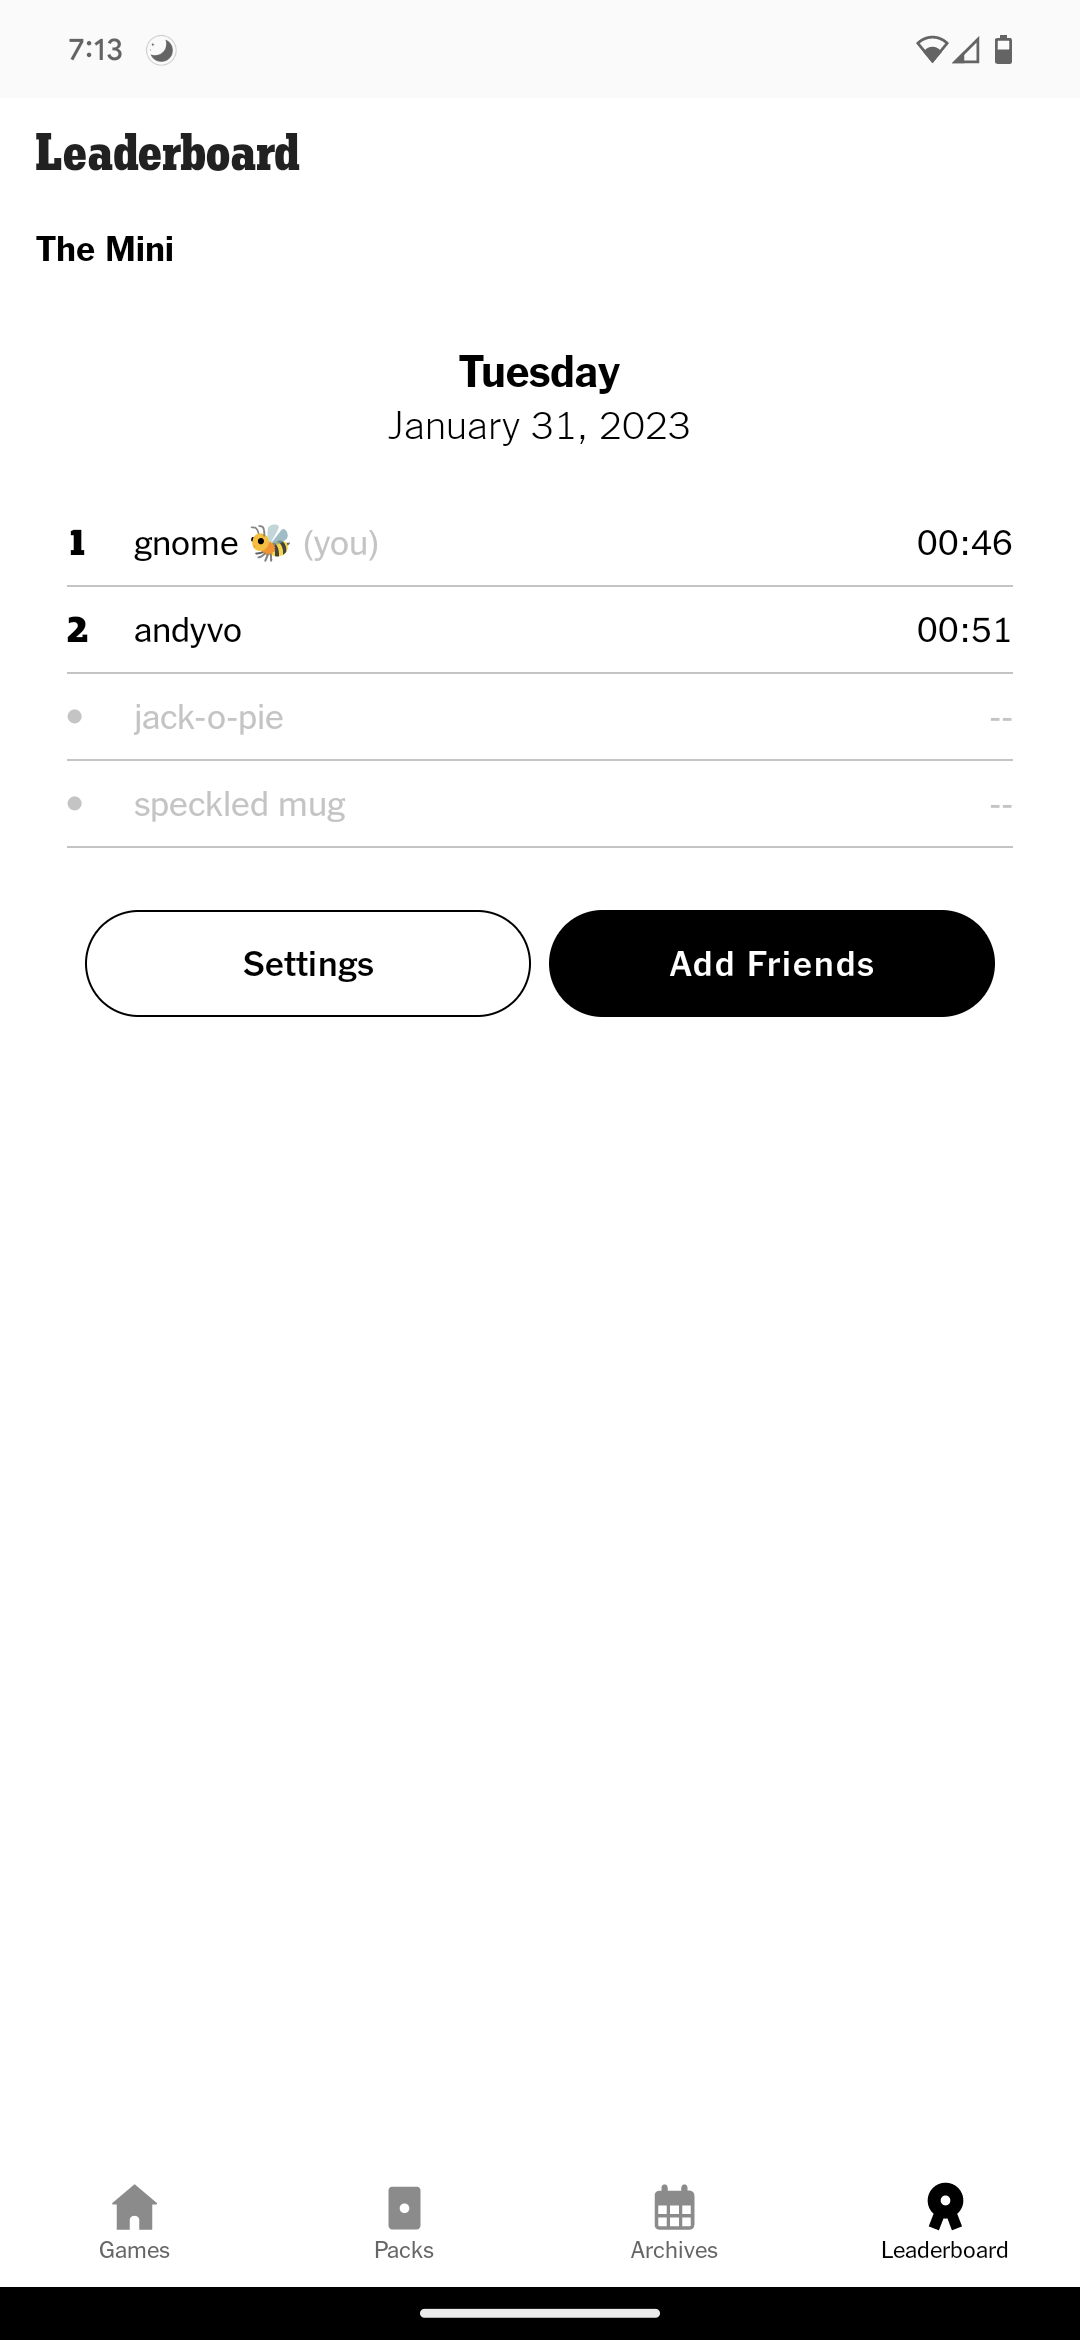 7:13
Leaderboard
The Mini
Tuesday
January 31, 2023
1 gnome 🐝 (you) 00:46
2 andyvo 00:51
jack-o-pie --
speckled mug --
Settings Add Friends
Games Packs Archives Leaderboard